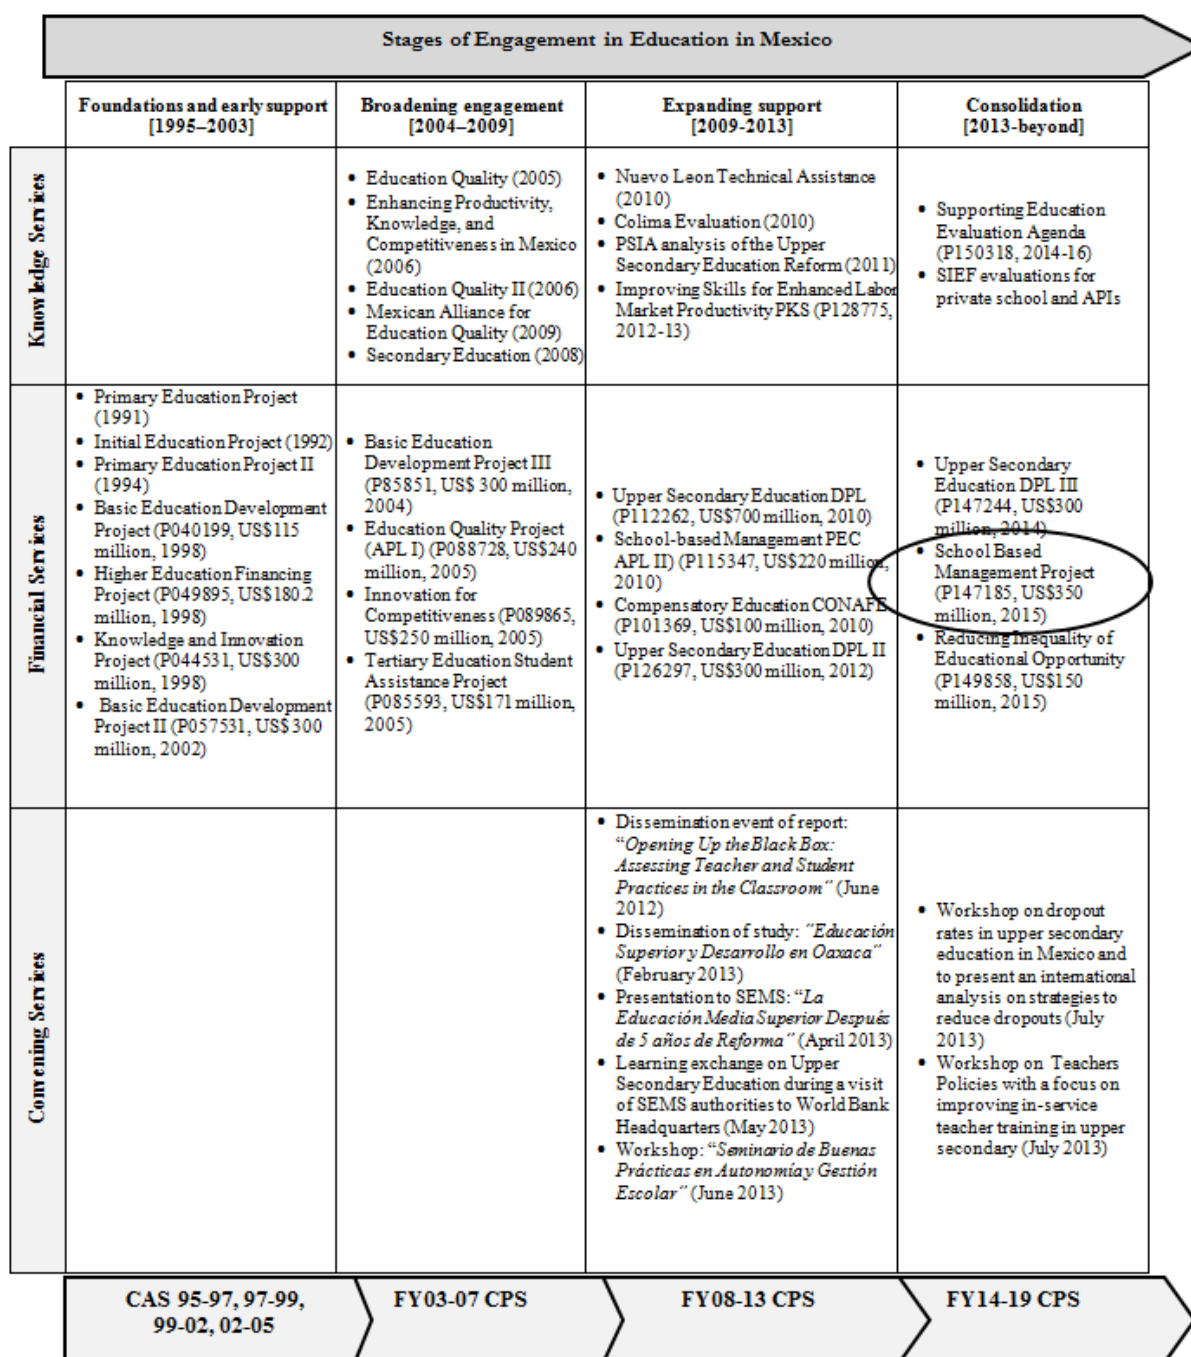 Stages of Engagement in Education in Mexico
Foundations and early support
[1995–2003]
Broadening engagement
[2004–2009]
Expanding support
[2009-2013]
Consolidation
[2013-beyond]
Knowledge Services
• Education Quality (2005)
• Enhancing Productivity,
Knowledge, and
Competitiveness in Mexico
(2006)
• Education Quality II (2006)
• Mexican Alliance for
Education Quality (2009)
• Secondary Education (2008)
• Nuevo Leon Technical Assistance
(2010)
• Colima Evaluation (2010)
• PSIA analysis of the Upper
Secondary Education Reform (2011)
• Improving Skills for Enhanced Labor
Market Productivity PKS (P128775,
2012-13)
• Supporting Education
Evaluation Agenda
(P150318, 2014-16)
• SIEF evaluations for
private school and APIs
Financial Services
• Primary Education Project
(1991)
• Initial Education Project (1992)
• Primary Education Project II
(1994)
• Basic Education Development
Project (P040199, US$115
million, 1998)
• Higher Education Financing
Project (P049895, US$180.2
million, 1998)
• Knowledge and Innovation
Project (P044531, US$300
million, 1998)
• Basic Education Development
Project II (P057531, US$ 300
million, 2002)
• Basic Education
Development Project III
(P85851, US$ 300 million,
2004)
• Education Quality Project
(APL I) (P088728, US$240
million, 2005)
• Innovation for
Competitiveness (P089865,
US$250 million, 2005)
• Tertiary Education Student
Assistance Project
(P085593, US$171 million,
2005)
• Upper Secondary Education DPL
(P112262, US$700 million, 2010)
• School-based Management PEC
APL II) (P115347, US$220 million,
2010)
• Compensatory Education CONAFE
(P101369, US$100 million, 2010)
• Upper Secondary Education DPL II
(P126297, US$300 million, 2012)
• Upper Secondary
Education DPL III
(P147244, US$300
million, 2014)
• School Based
Management Project
(P147185, US$350
million, 2015)
• Reducing Inequality of
Educational Opportunity
(P149858, US$150
million, 2015)
Convening Services
• Dissemination event of report:
“Opening Up the Black Box:
Assessing Teacher and Student
Practices in the Classroom” (June
2012)
• Dissemination of study: “Educación
Superior y Desarrollo en Oaxaca”
(February 2013)
• Presentation to SEMS: “La
Educación Media Superior Después
de 5 años de Reforma” (April 2013)
• Learning exchange on Upper
Secondary Education during a visit
of SEMS authorities to World Bank
Headquarters (May 2013)
• Workshop: “Seminario de Buenas
Prácticas en Autonomía y Gestión
Escolar” (June 2013)
• Workshop on dropout
rates in upper secondary
education in Mexico and
to present an international
analysis on strategies to
reduce dropouts (July
2013)
• Workshop on Teachers
Policies with a focus on
improving in-service
teacher training in upper
secondary (July 2013)
CAS 95-97, 97-99,
99-02, 02-05
FY03-07 CPS
FY08-13 CPS
FY14-19 CPS